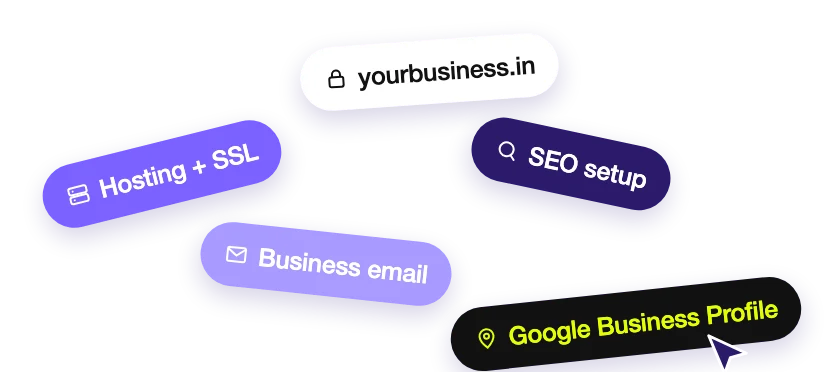 yourbusiness.in
Hosting + SSL
SEO setup
Business email
Google Business Profile